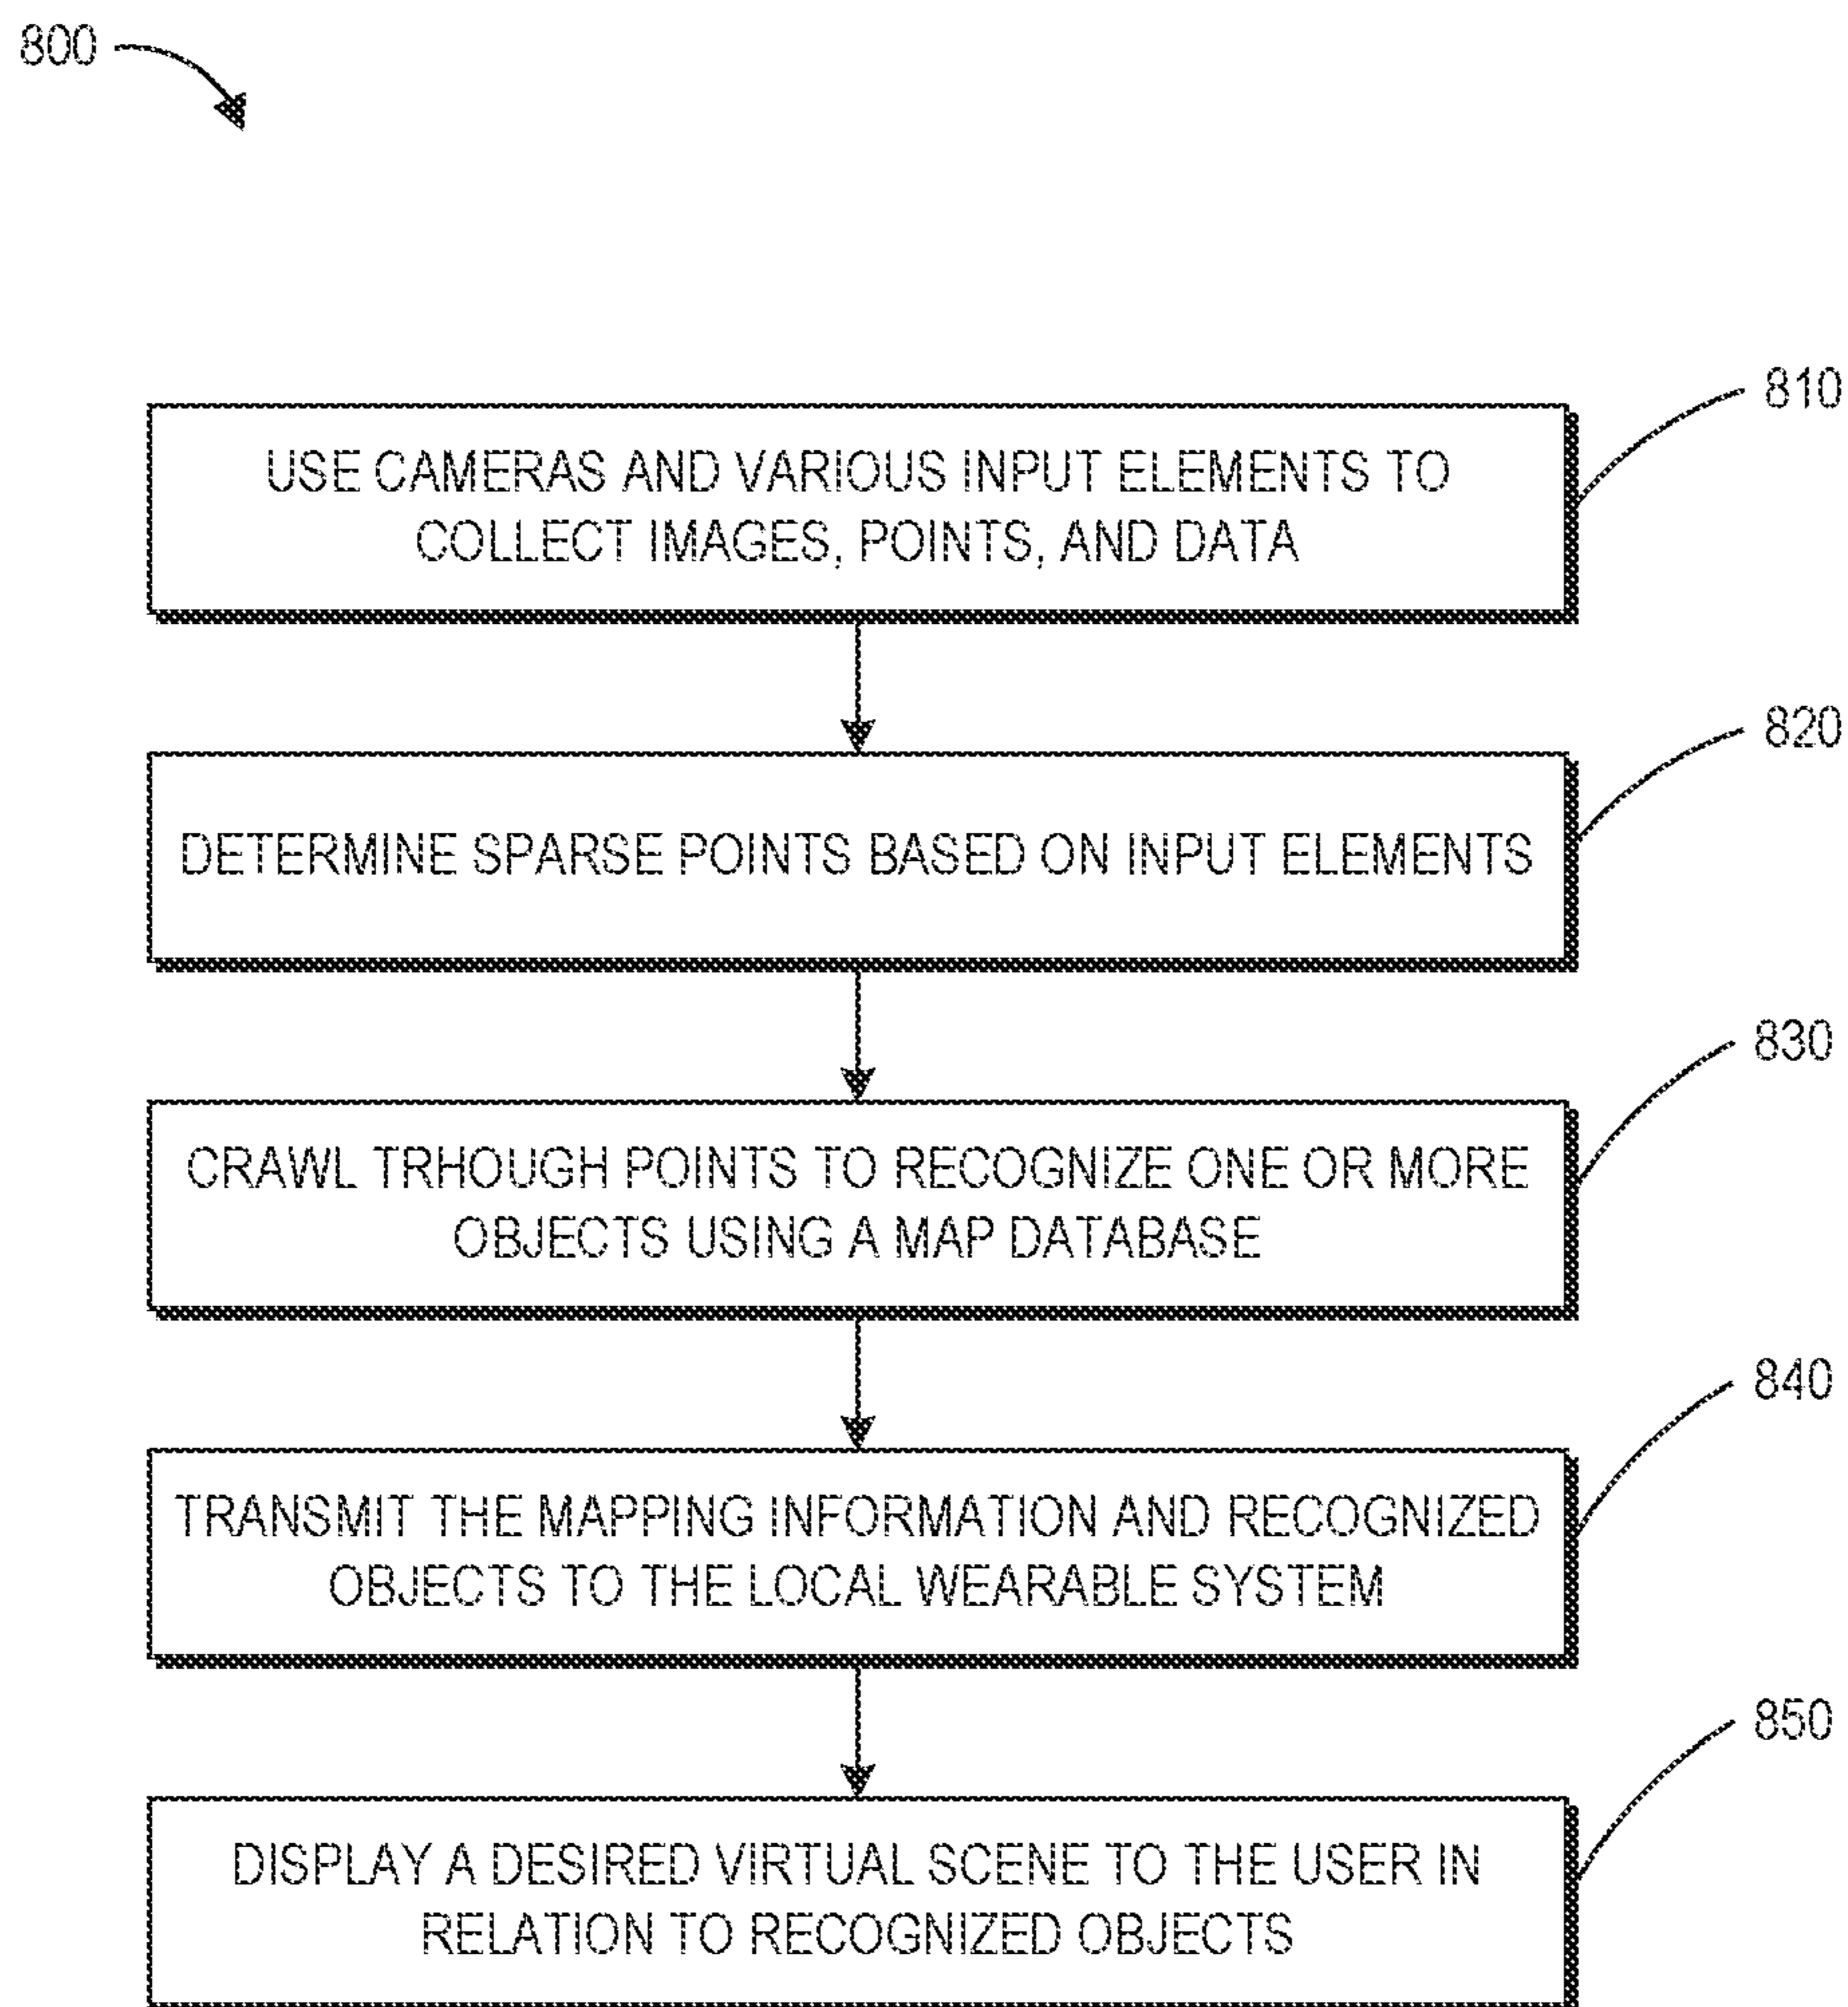 800
810
USE CAMERAS AND VARIOUS INPUT ELEMENTS TO
COLLECT IMAGES, POINTS, AND DATA
820
DETERMINE SPARSE POINTS BASED ON INPUT ELEMENTS
830
CRAWL TRHOUGH POINTS TO RECOGNIZE ONE OR MORE
OBJECTS USING A MAP DATABASE
840
TRANSMIT THE MAPPING INFORMATION AND RECOGNIZED
OBJECTS TO THE LOCAL WEARABLE SYSTEM
850
DISPLAY A DESIRED VIRTUAL SCENE TO THE USER IN
RELATION TO RECOGNIZED OBJECTS